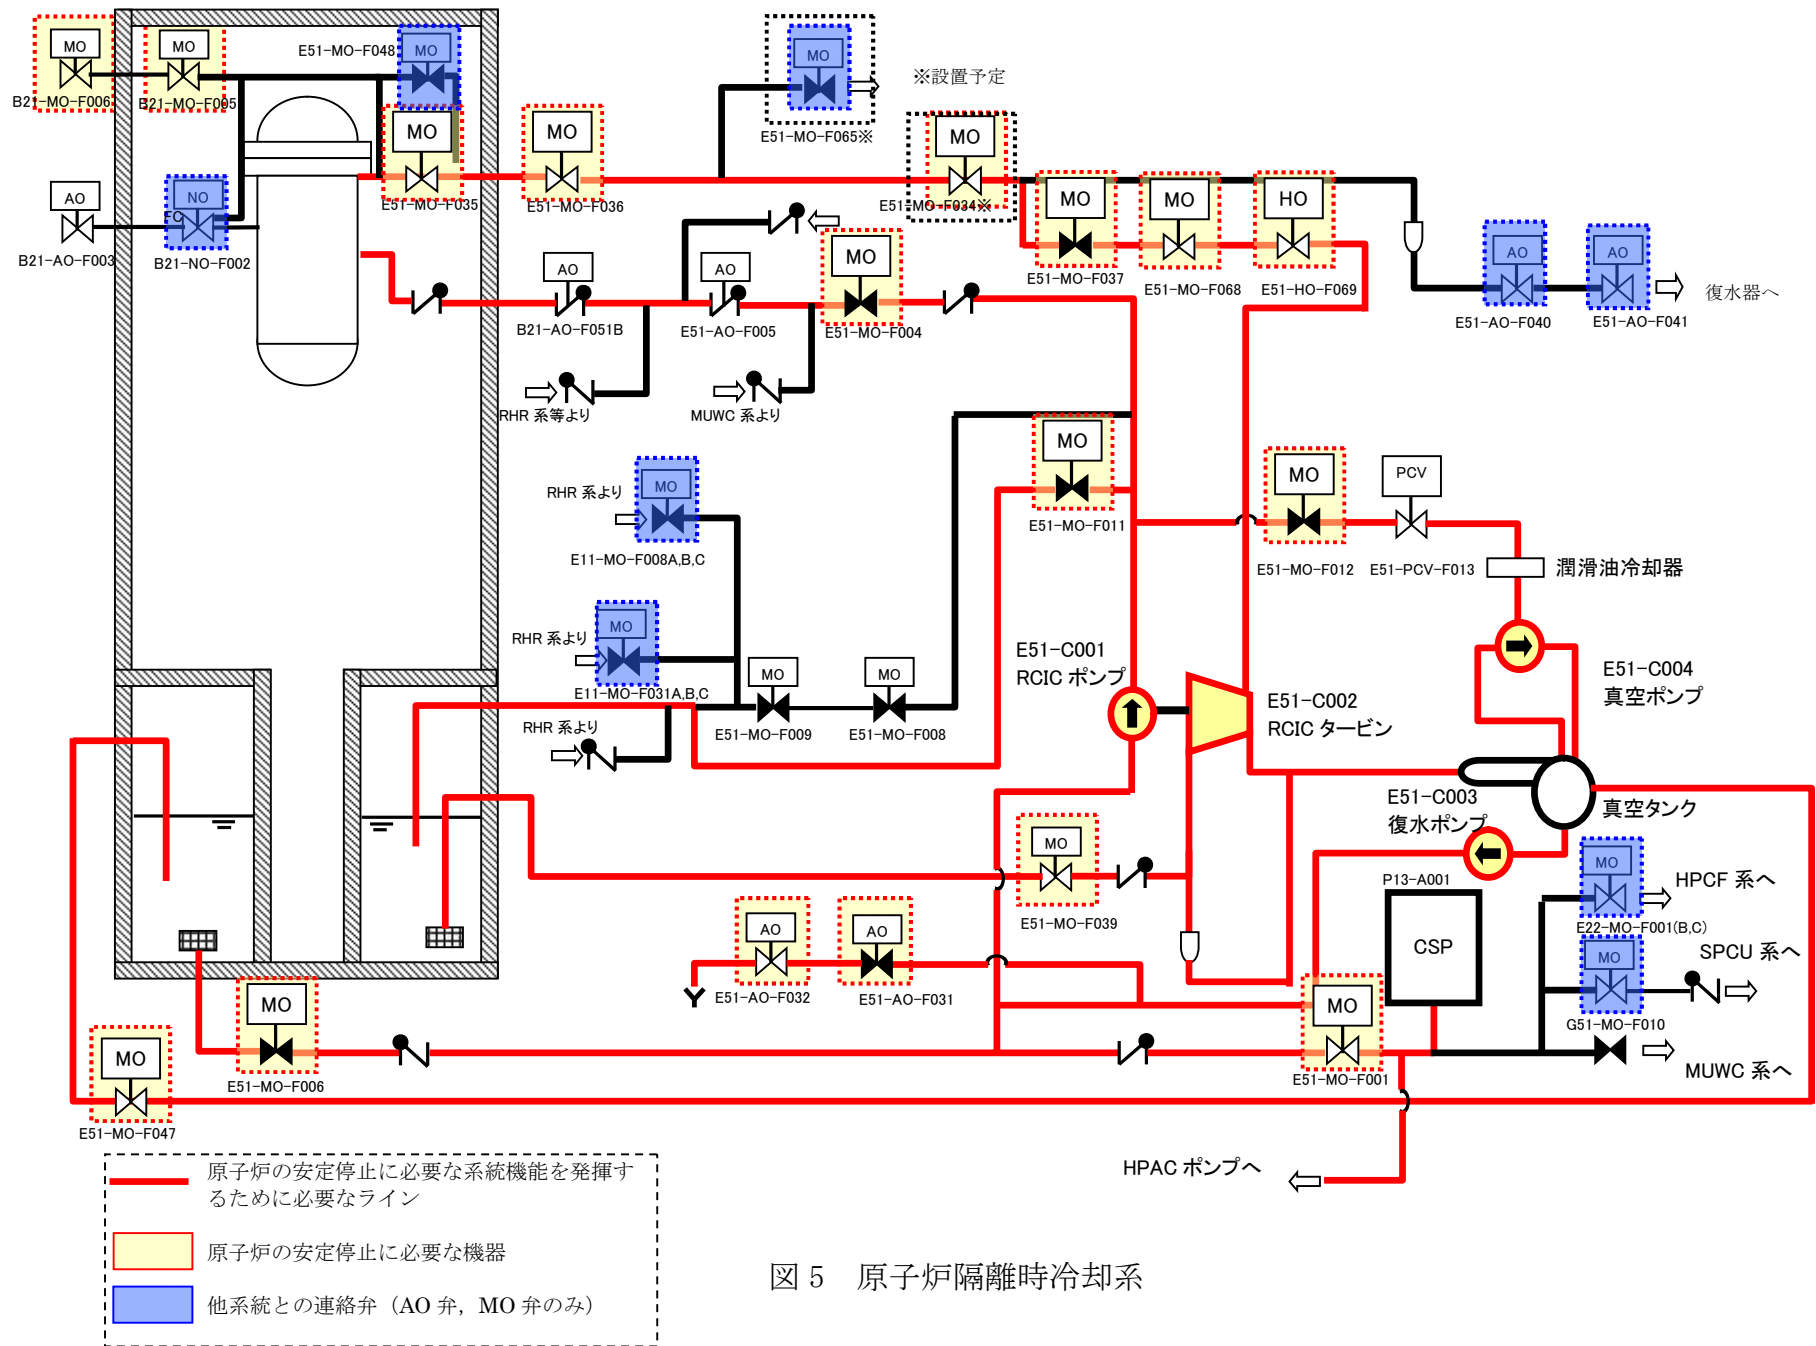 MO
MO
E51-MO-F048
MO
B21-MO-F006
B21-MO-F005
MO
※設置予定
E51-MO-F065※
MO
MO
MO
E51-MO-F035
E51-MO-F036
E51-MO-F034※
AO
NO
FC
B21-AO-F003
B21-NO-F002
MO
MO
HO
E51-MO-F037
E51-MO-F068
E51-HO-F069
AO
AO
復水器へ
E51-AO-F040
E51-AO-F041
AO
AO
MO
B21-AO-F051B
E51-AO-F005
E51-MO-F004
RHR 系等より
MUWC 系より
MO
E51-MO-F011
RHR 系より
MO
E11-MO-F008A,B,C
MO
PCV
E51-MO-F012
E51-PCV-F013
潤滑油冷却器
RHR 系より
MO
E11-MO-F031A,B,C
RHR 系より
MO
MO
E51-MO-F009
E51-MO-F008
E51-C001
RCIC ポンプ
E51-C002
RCIC タービン
E51-C004
真空ポンプ
E51-C003
復水ポンプ
真空タンク
MO
E51-MO-F039
P13-A001
CSP
MO
HPCF 系へ
E22-MO-F001(B,C)
MO
SPCU 系へ
G51-MO-F010
MUWC 系へ
AO
AO
E51-AO-F032
E51-AO-F031
MO
E51-MO-F001
MO
E51-MO-F006
MO
E51-MO-F047
HPAC ポンプへ
原子炉の安定停止に必要な系統機能を発揮す
るために必要なライン
原子炉の安定停止に必要な機器
他系統との連絡弁（AO 弁，MO 弁のみ）
図 5　原子炉隔離時冷却系